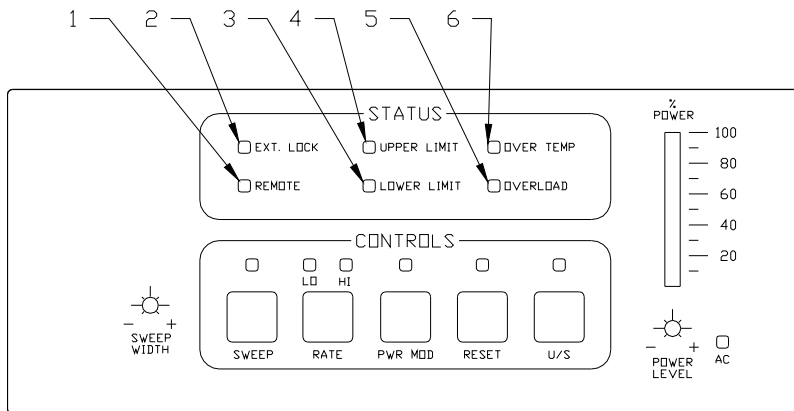 1 2 3 4 5 6
STATUS
EXT. LOCK UPPER LIMIT OVER TEMP
REMOTE LOWER LIMIT OVERLOAD
% POWER
100
80
60
40
20
CONTROLS
LO HI
SWEEP RATE PWR MOD RESET U/S
- +
SWEEP
WIDTH
- +
POWER
LEVEL
AC